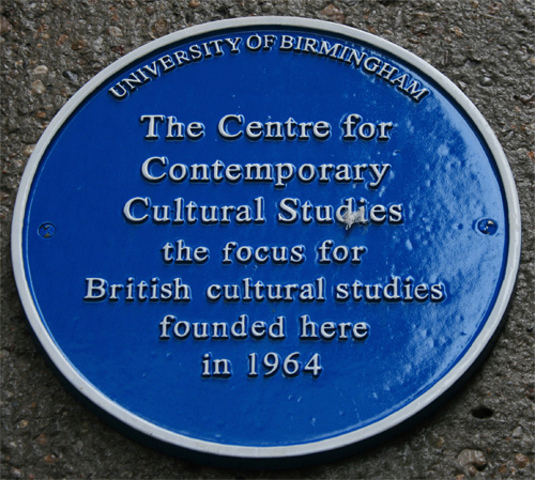 UNIVERSITY OF BIRMINGHAM
The Centre for
Contemporary
Cultural Studies
the focus for
British cultural studies
founded here
in 1964